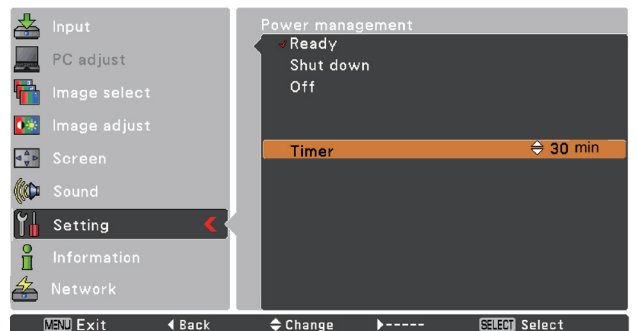 Input
PC adjust
Image select
Image adjust
Screen
Sound
Setting
Information
Network
Power management
Ready
Shut down
Off
Timer 30 min
MENU Exit Back Change ----- SELECT Select